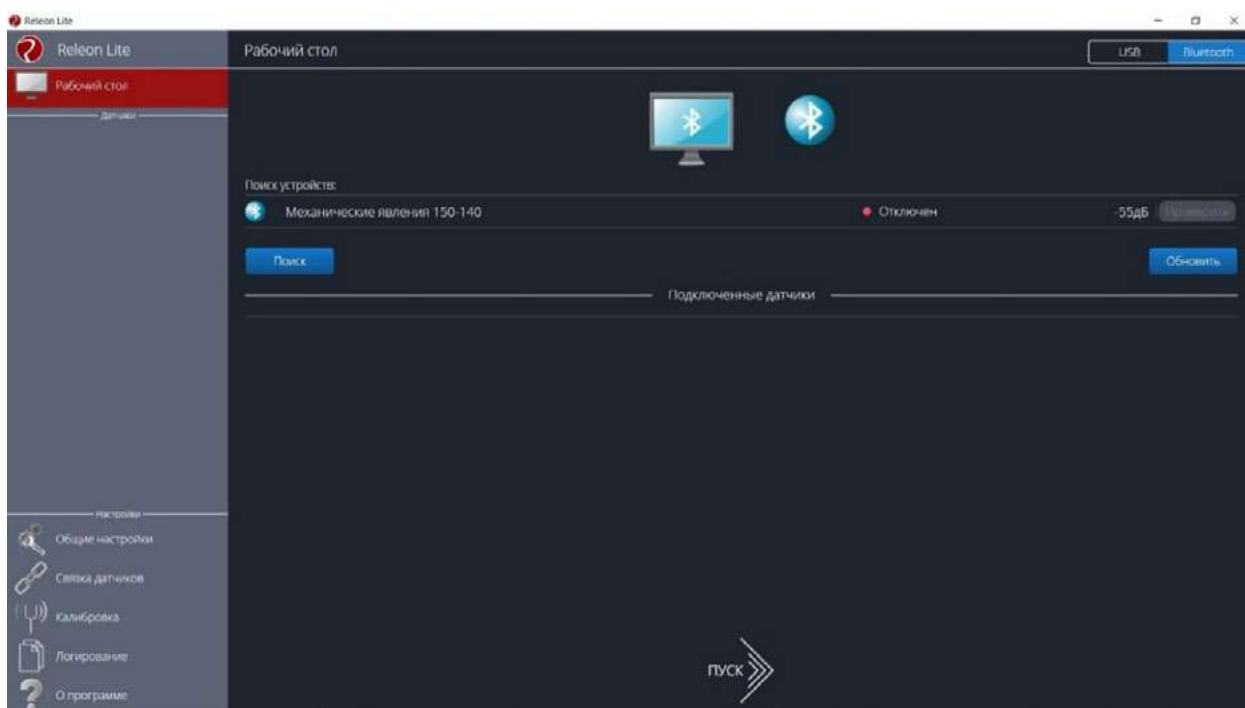 Releon Lite
Releon Lite
Рабочий стол
USB
Bluetooth
Рабочий стол
Датчики
Поиск устройств:
Механические явления 150-140
Отключен
-55дБ
Проверить
Поиск
Обновить
Подключенные датчики
Настройки
Общие настройки
Связка датчиков
Калибровка
Логирование
О программе
ПУСК